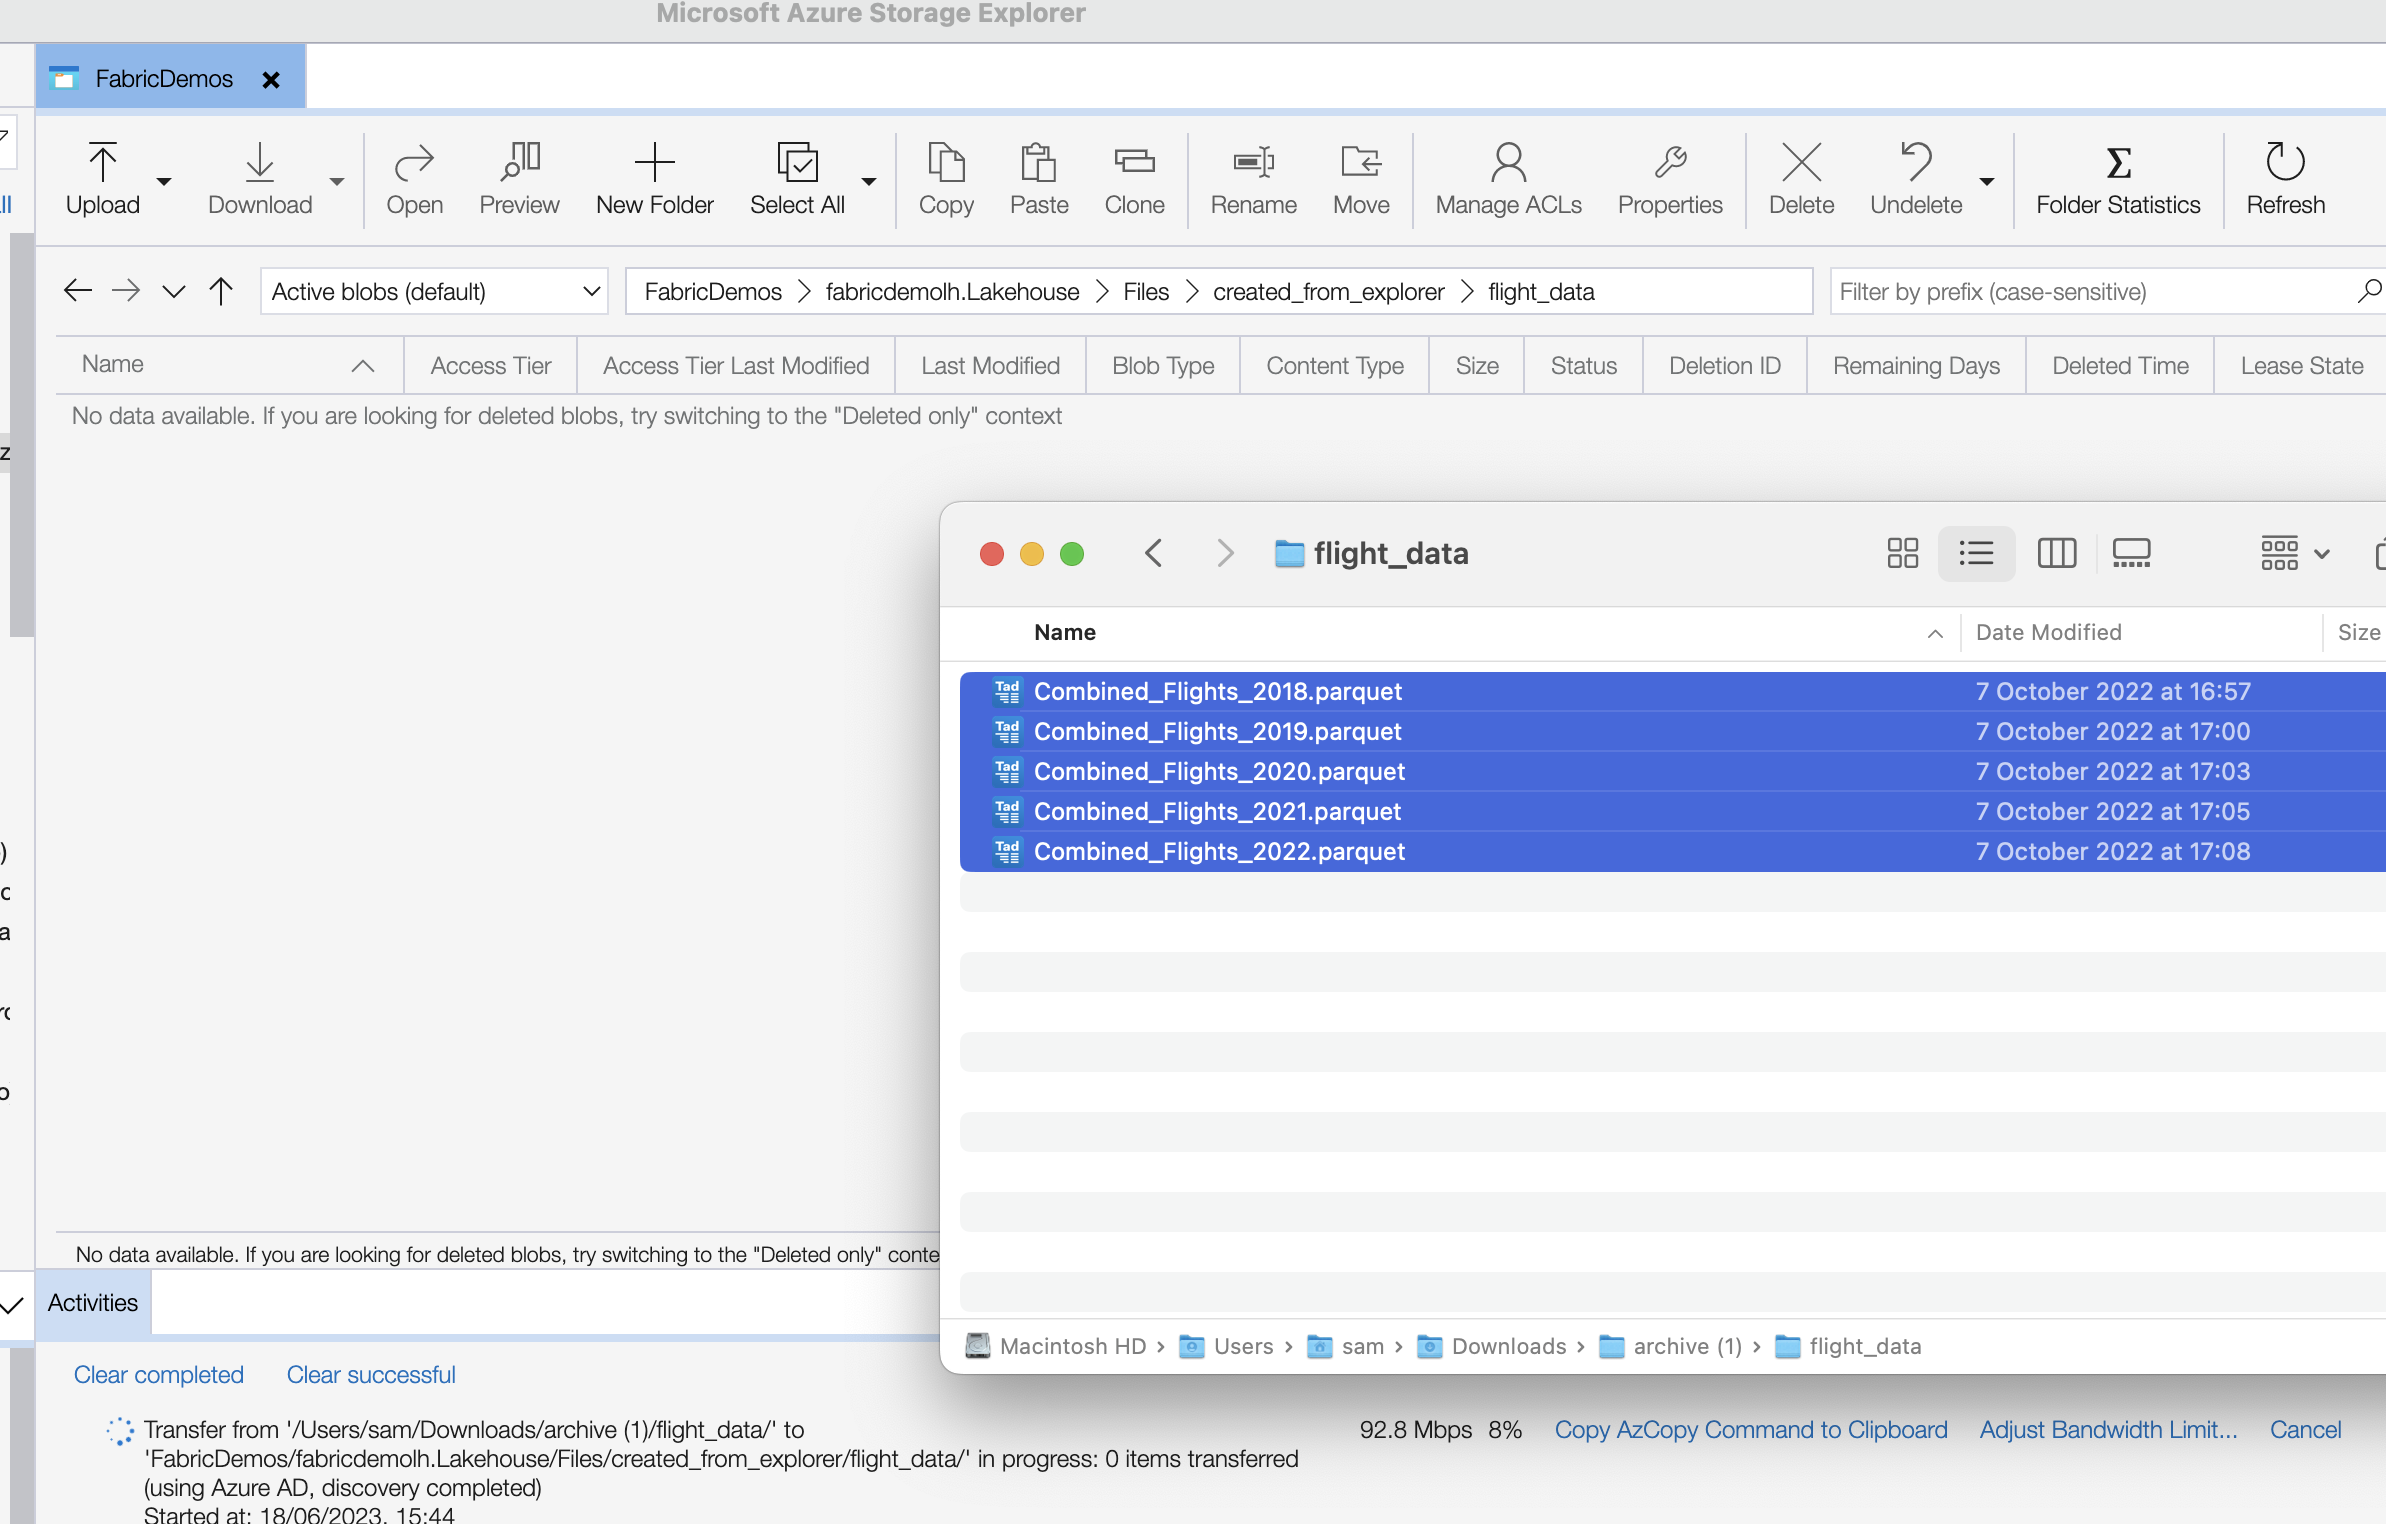 Microsoft Azure Storage Explorer
FabricDemos
Upload
Download
Open
Preview
New Folder
Select All
Copy
Paste
Clone
Rename
Move
Manage ACLs
Properties
Delete
Undelete
Folder Statistics
Refresh
Active blobs (default)
FabricDemos > fabricdemolh.Lakehouse > Files > created_from_explorer > flight_data
Filter by prefix (case-sensitive)
Name
Access Tier
Access Tier Last Modified
Last Modified
Blob Type
Content Type
Size
Status
Deletion ID
Remaining Days
Deleted Time
Lease State
No data available. If you are looking for deleted blobs, try switching to the "Deleted only" context
flight_data
Name
Date Modified
Size
Tad Combined_Flights_2018.parquet 7 October 2022 at 16:57
Tad Combined_Flights_2019.parquet 7 October 2022 at 17:00
Tad Combined_Flights_2020.parquet 7 October 2022 at 17:03
Tad Combined_Flights_2021.parquet 7 October 2022 at 17:05
Tad Combined_Flights_2022.parquet 7 October 2022 at 17:08
Macintosh HD > Users > sam > Downloads > archive (1) > flight_data
No data available. If you are looking for deleted blobs, try switching to the "Deleted only" conte
Activities
Clear completed
Clear successful
Transfer from '/Users/sam/Downloads/archive (1)/flight_data/' to
'FabricDemos/fabricdemolh.Lakehouse/Files/created_from_explorer/flight_data/' in progress: 0 items transferred
(using Azure AD, discovery completed)
Started at: 18/06/2023, 15:44
92.8 Mbps 8%
Copy AzCopy Command to Clipboard
Adjust Bandwidth Limit...
Cancel